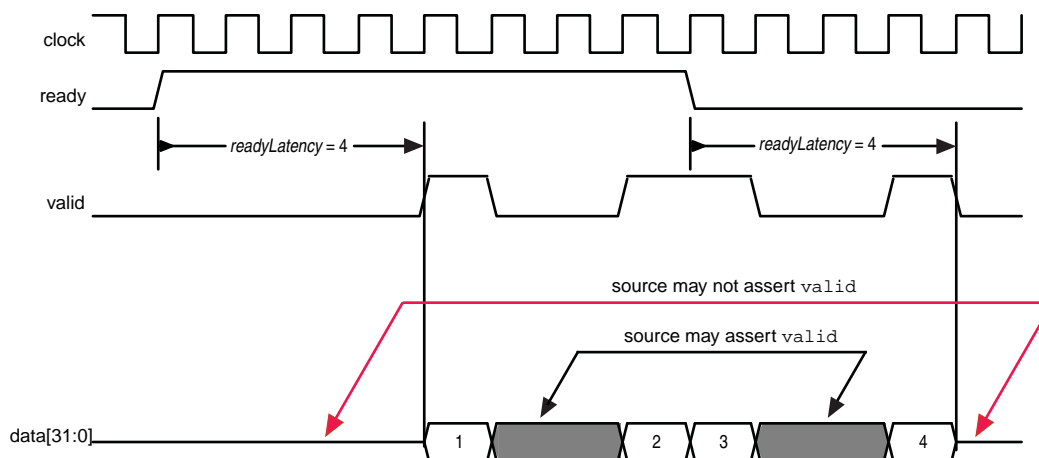 clock
ready
readyLatency = 4
readyLatency = 4
valid
source may not assert valid
source may assert valid
data[31:0]
1
2
3
4